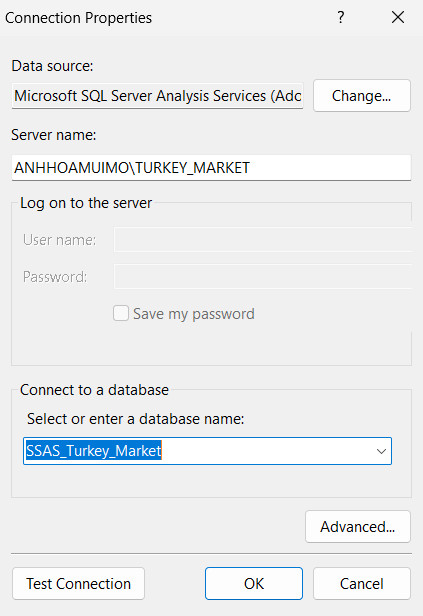 Connection Properties
?
Data source:
Microsoft SQL Server Analysis Services (Ado
Change...
Server name:
ANHHOAMUIMO\TURKEY_MARKET
Log on to the server
User name:
Password:
Save my password
Connect to a database
Select or enter a database name:
SSAS_Turkey_Market
Advanced...
Test Connection
OK
Cancel